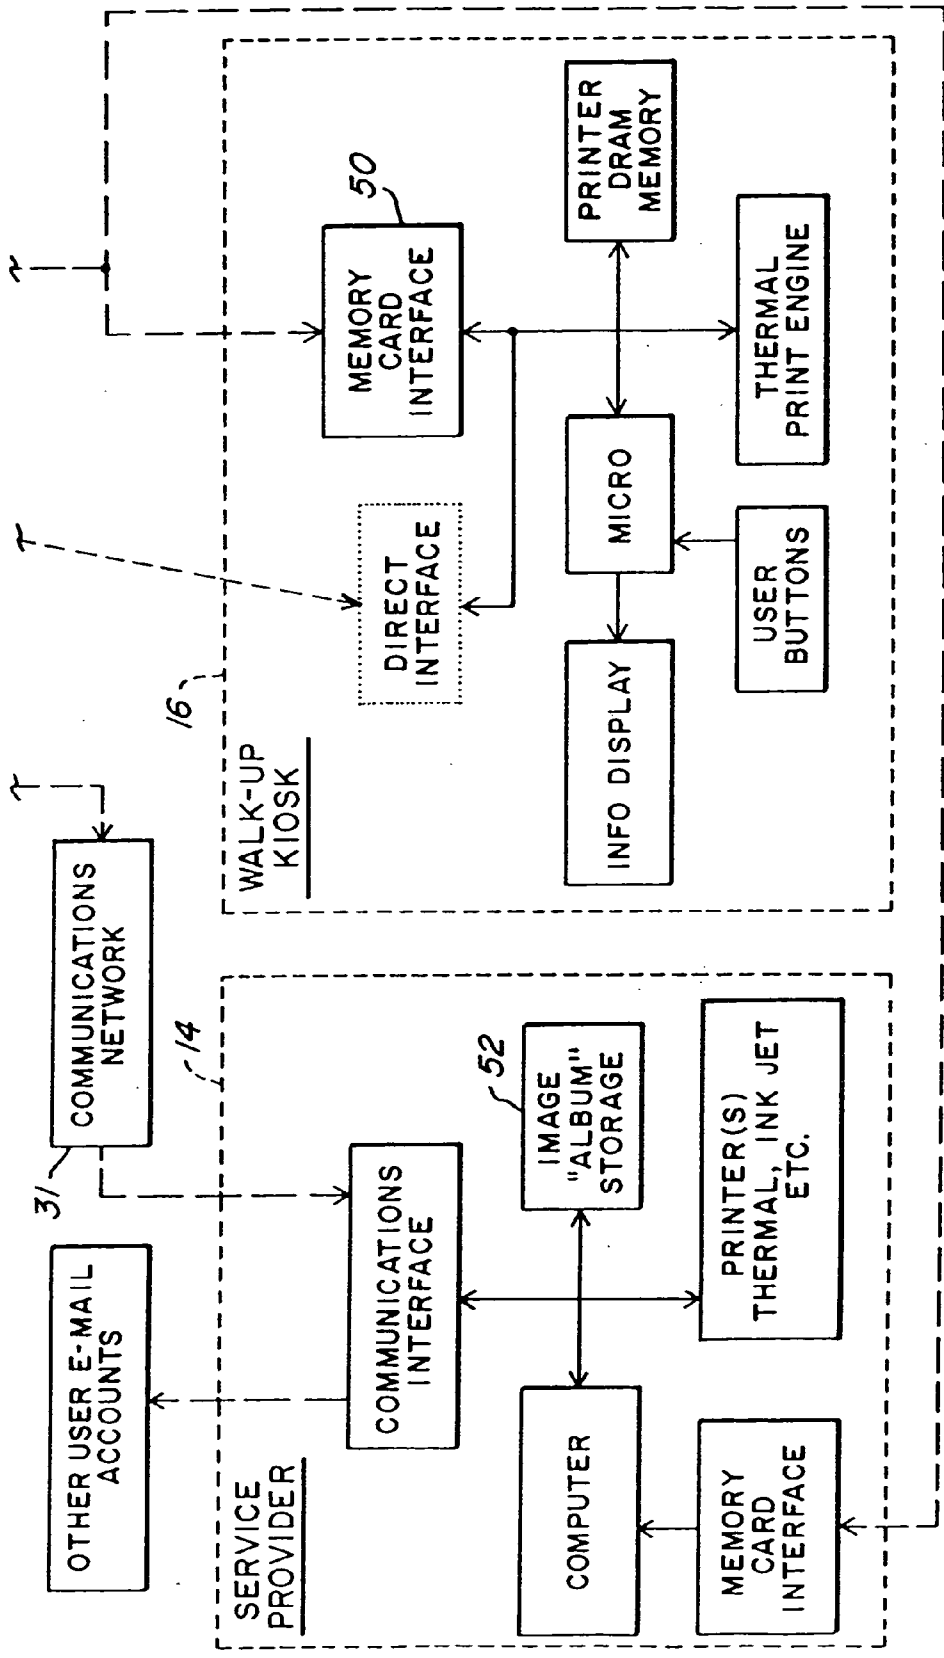 OTHER USER E-MAIL
ACCOUNTS
31
COMMUNICATIONS
NETWORK
14
SERVICE
PROVIDER
COMMUNICATIONS
INTERFACE
COMPUTER
IMAGE
"ALBUM"
STORAGE
52
MEMORY
CARD
INTERFACE
PRINTER(S)
THERMAL, INK JET
ETC.
16
WALK-UP
KIOSK
DIRECT
INTERFACE
MEMORY
CARD
INTERFACE
50
INFO DISPLAY
MICRO
PRINTER
DRAM
MEMORY
USER
BUTTONS
THERMAL
PRINT ENGINE